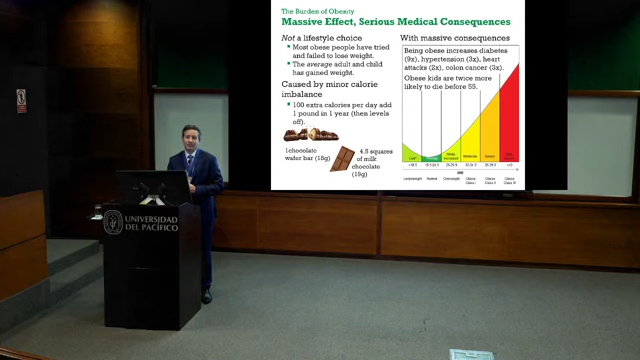 The Burden of Obesity
Massive Effect, Serious Medical Consequences
Not a lifestyle choice
Most obese people have tried
and failed to lose weight.
The average adult and child
has gained weight.
Caused by minor calorie
imbalance
100 extra calories per day add
1 pound in 1 year (then levels
off).
1chocolate
wafer bar (18g)
4.5 squares
of milk
chocolate
(19g)
With massive consequences
Being obese increases diabetes
(9x), hypertension (3x), heart
attacks (2x), colon cancer (3x).
Obese kids are twice more
likely to die before 55.
UNIVERSIDAD
DEL PACÍFICO